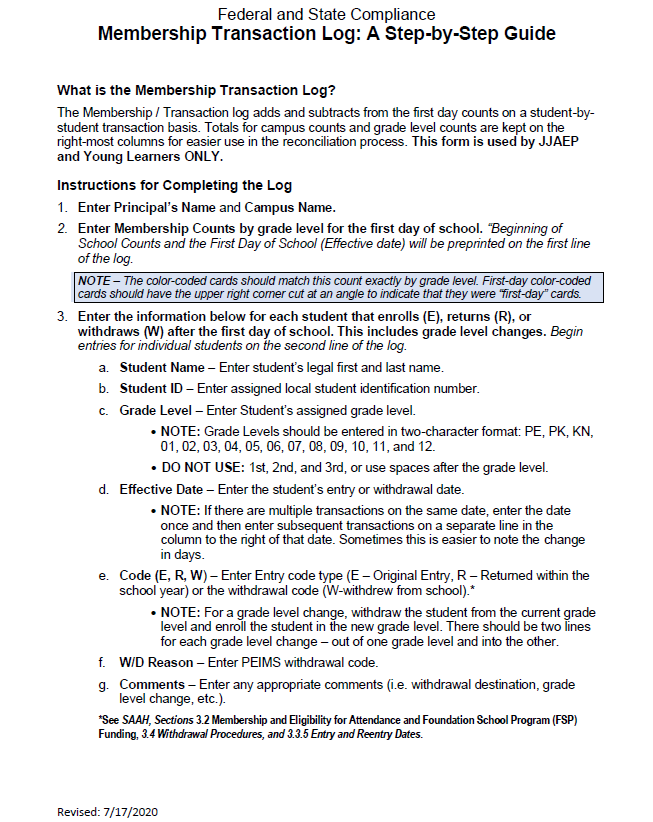 Federal and State Compliance
Membership Transaction Log: A Step-by-Step Guide
What is the Membership Transaction Log?
The Membership / Transaction log adds and subtracts from the first day counts on a student-by-
student transaction basis. Totals for campus counts and grade level counts are kept on the
right-most columns for easier use in the reconciliation process. This form is used by JJAEP
and Young Learners ONLY.
Instructions for Completing the Log
1. Enter Principal's Name and Campus Name.
2. Enter Membership Counts by grade level for the first day of school. "Beginning of
School Counts and the First Day of School (Effective date) will be preprinted on the first line
of the log.
NOTE – The color-coded cards should match this count exactly by grade level. First-day color-coded
cards should have the upper right corner cut at an angle to indicate that they were "first-day" cards.
3. Enter the information below for each student that enrolls (E), returns (R), or
withdraws (W) after the first day of school. This includes grade level changes. Begin
entries for individual students on the second line of the log.
a. Student Name – Enter student's legal first and last name.
b. Student ID – Enter assigned local student identification number.
c. Grade Level – Enter Student's assigned grade level.
• NOTE: Grade Levels should be entered in two-character format: PE, PK, KN,
01, 02, 03, 04, 05, 06, 07, 08, 09, 10, 11, and 12.
• DO NOT USE: 1st, 2nd, and 3rd, or use spaces after the grade level.
d. Effective Date – Enter the student's entry or withdrawal date.
• NOTE: If there are multiple transactions on the same date, enter the date
once and then enter subsequent transactions on a separate line in the
column to the right of that date. Sometimes this is easier to note the change
in days.
e. Code (E, R, W) – Enter Entry code type (E – Original Entry, R – Returned within the
school year) or the withdrawal code (W-withdrew from school).*
• NOTE: For a grade level change, withdraw the student from the current grade
level and enroll the student in the new grade level. There should be two lines
for each grade level change – out of one grade level and into the other.
f. W/D Reason – Enter PEIMS withdrawal code.
g. Comments – Enter any appropriate comments (i.e. withdrawal destination, grade
level change, etc.).
*See SAAH, Sections 3.2 Membership and Eligibility for Attendance and Foundation School Program (FSP)
Funding, 3.4 Withdrawal Procedures, and 3.3.5 Entry and Reentry Dates.
Revised: 7/17/2020